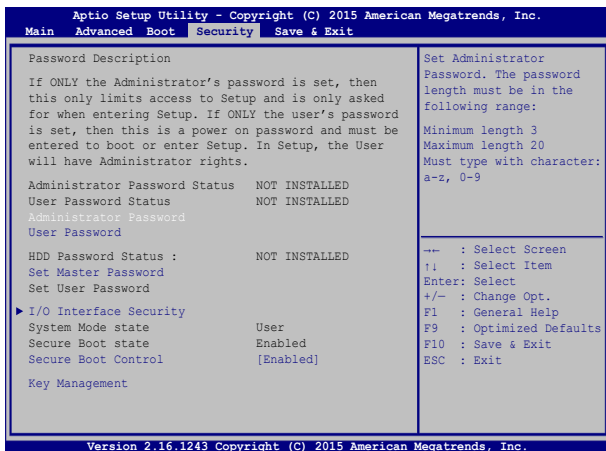 Aptio Setup Utility - Copyright (C) 2015 American Megatrends, Inc.
Main Advanced Boot Security Save & Exit
Password Description
If ONLY the Administrator's password is set, then
this only limits access to Setup and is only asked
for when entering Setup. If ONLY the user's password
is set, then this is a power on password and must be
entered to boot or enter Setup. In Setup, the User
will have Administrator rights.
Administrator Password Status NOT INSTALLED
User Password Status NOT INSTALLED
Administrator Password
User Password
HDD Password Status : NOT INSTALLED
Set Master Password
Set User Password
I/O Interface Security
System Mode state User
Secure Boot state Enabled
Secure Boot Control [Enabled]
Key Management
Set Administrator
Password. The password
length must be in the
following range:
Minimum length 3
Maximum length 20
Must type with character:
a-z, 0-9
→← : Select Screen
↑↓ : Select Item
Enter: Select
+/— : Change Opt.
F1 : General Help
F9 : Optimized Defaults
F10 : Save & Exit
ESC : Exit
Version 2.16.1243 Copyright (C) 2015 American Megatrends, Inc.